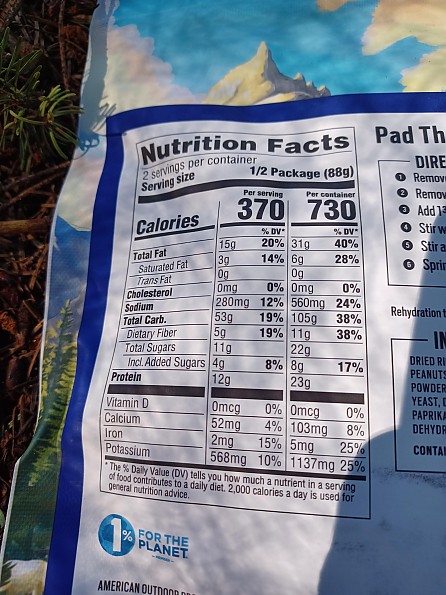 Nutrition Facts
2 servings per container
Serving Size 1/2 Package (88g)
Per serving Per container
Calories 370 730
% DV* % DV*
Total Fat 15g 20% 31g 40%
Saturated Fat 3g 14% 6g 28%
Trans Fat 0g 0g
Cholesterol 0mg 0% 0mg 0%
Sodium 280mg 12% 560mg 24%
Total Carb. 53g 19% 105g 38%
Dietary Fiber 5g 19% 11g 38%
Total Sugars 11g 22g
Incl. Added Sugars 4g 8% 8g 17%
Protein 12g 23g
Vitamin D 0mcg 0% 0mcg 0%
Calcium 52mg 4% 103mg 8%
Iron 2mg 15% 5mg 25%
Potassium 568mg 10% 1137mg 25%
* The % Daily Value (DV) tells you how much a nutrient in a serving
of food contributes to a daily diet. 2,000 calories a day is used for
general nutrition advice.
1% FOR THE
PLANET
AMERICAN OUTDOOR
Pad Th
DIRE
1 Remov
2 Remov
3 Add 1
4 Stir w
5 Stir a
6 Sprin
Rehydration t
IN
DRIED RI
PEANUTS
POWDER
YEAST,
PAPRIKA
DEHYDR
CONTAI